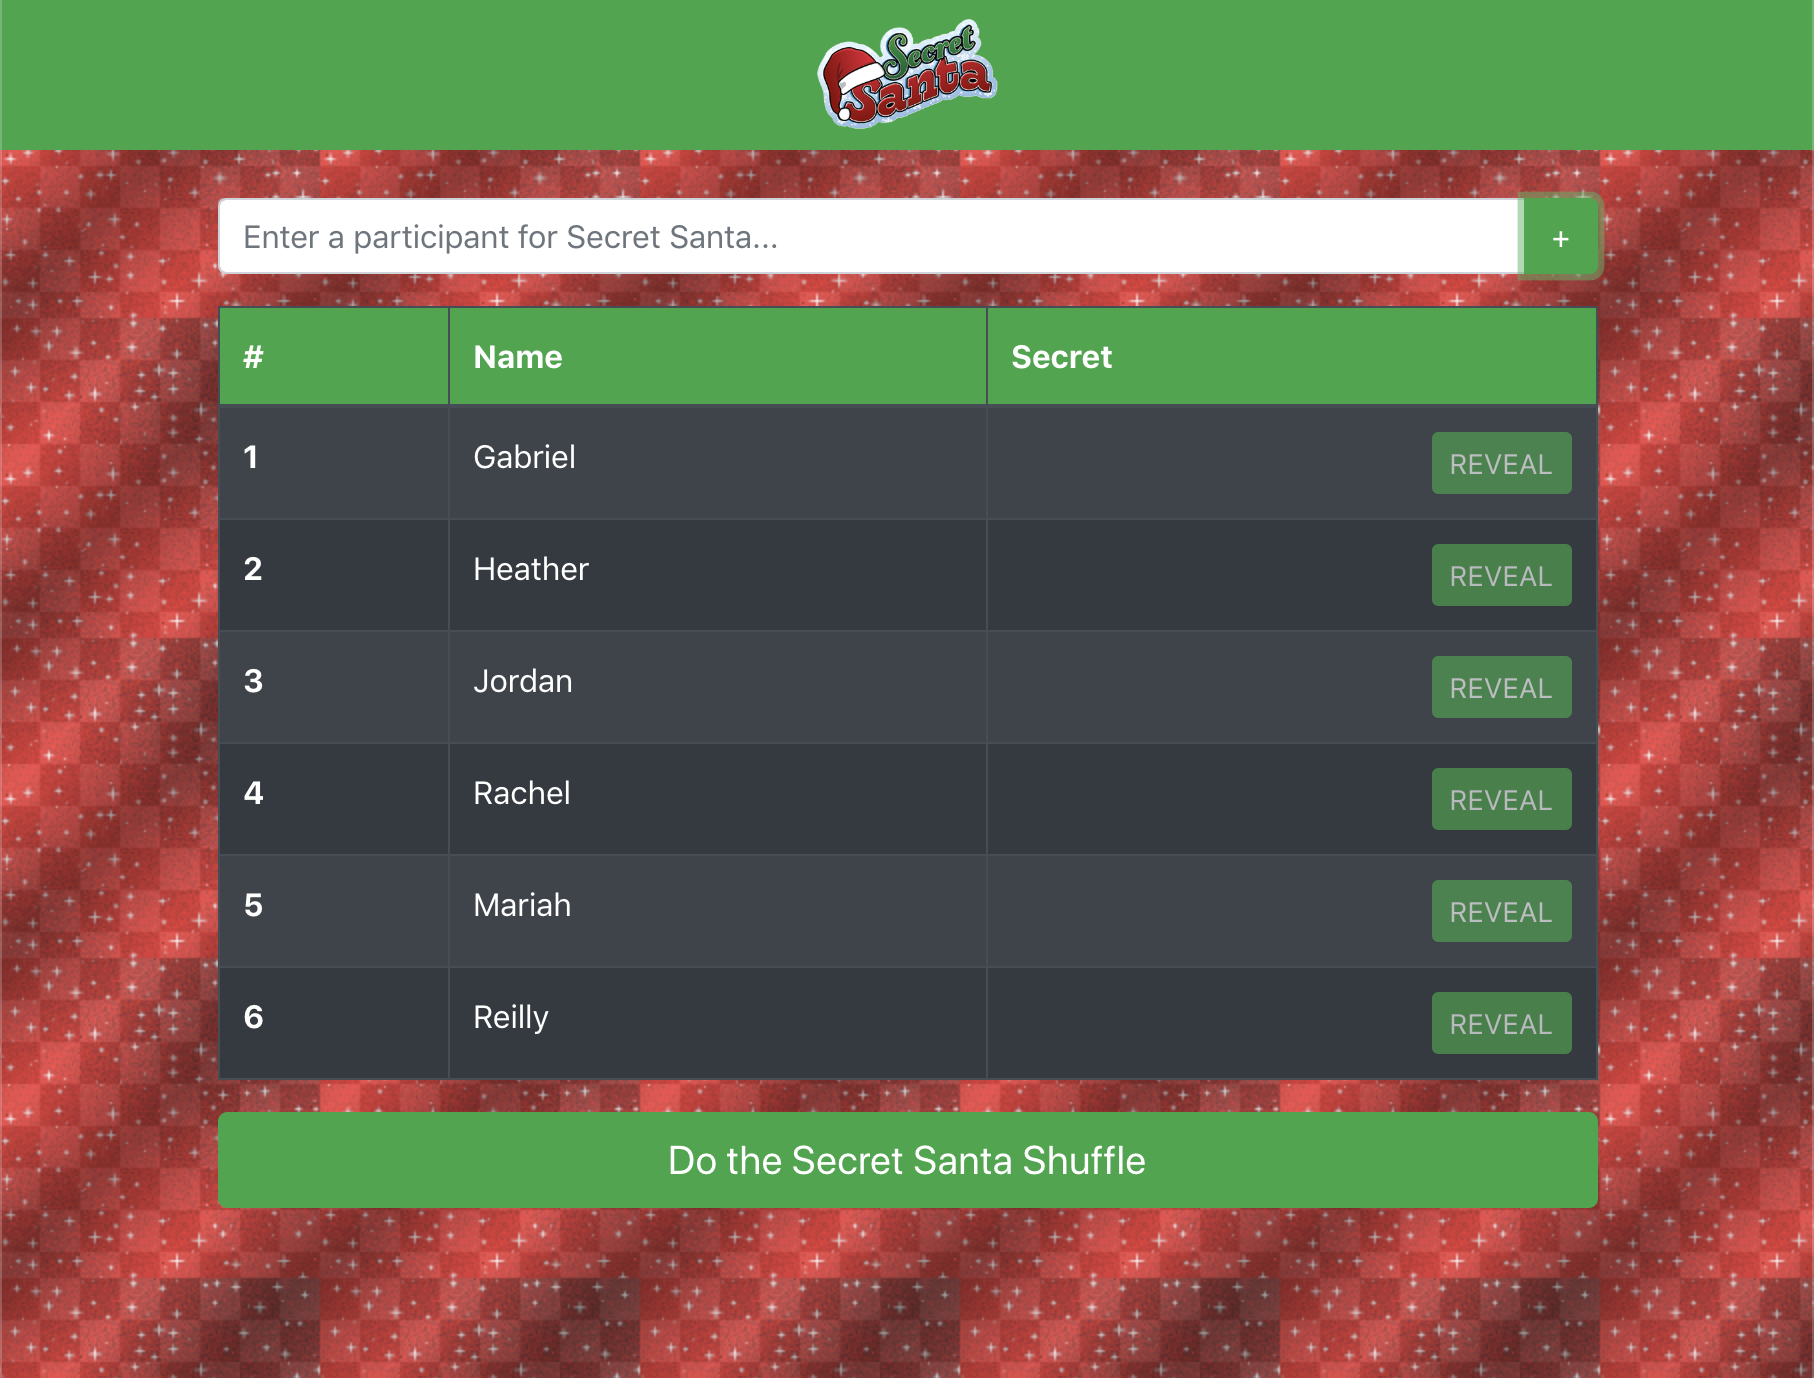 Secret
Santa
Enter a participant for Secret Santa...
+
# Name Secret
1 Gabriel REVEAL
2 Heather REVEAL
3 Jordan REVEAL
4 Rachel REVEAL
5 Mariah REVEAL
6 Reilly REVEAL
Do the Secret Santa Shuffle